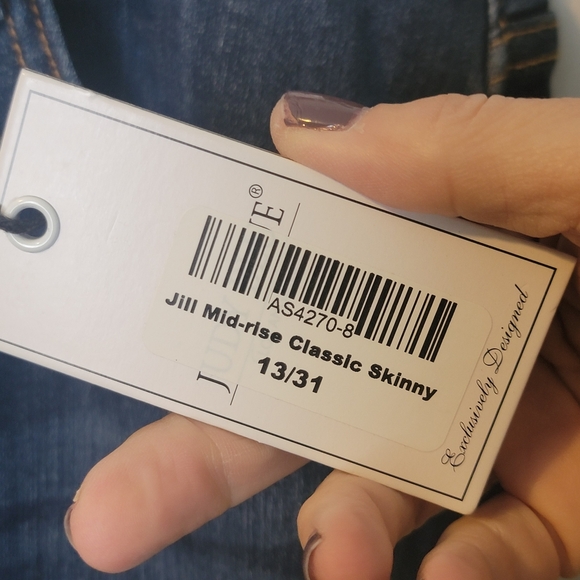 AS4270-8
Jill Mid-rise Classic Skinny
13/31
Exclusively Designed